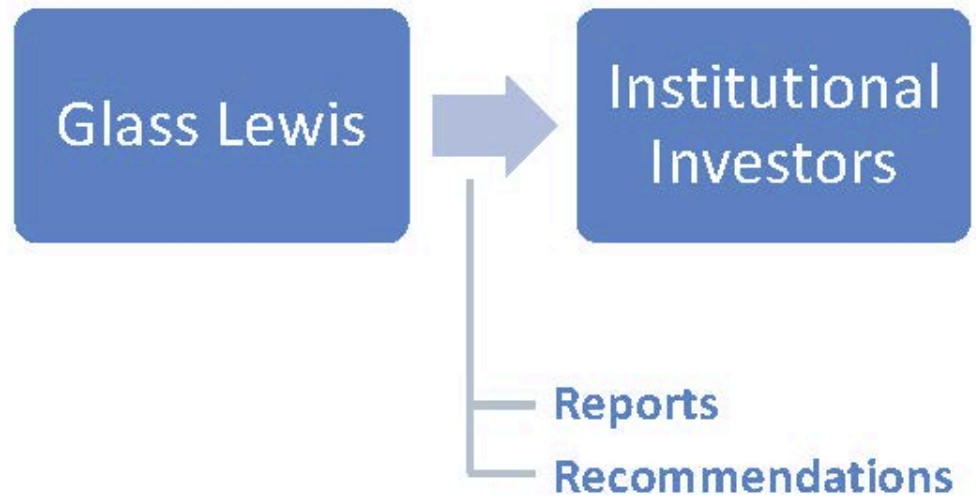 Glass Lewis
Institutional
Investors
Reports
Recommendations